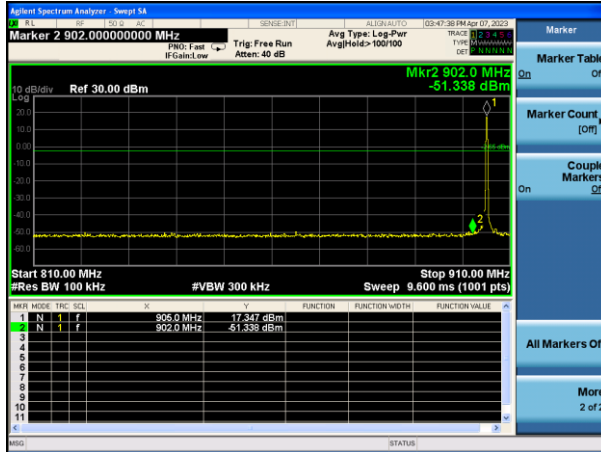 Agilent Spectrum Analyzer - Swept SA
RL RF 50 Ω AC SENSE:INT ALIGNAUTO 03:47:38 PM Apr 07, 2023
Marker 2 902.000000000 MHz
PNO: Fast
IFGain:Low
Trig: Free Run
Atten: 40 dB
Avg Type: Log-Pwr
Avg|Hold:>100/100
TRACE 1 2 3 4 5 6
TYPE M
DET P N N N N N
Mkr2 902.0 MHz
-51.338 dBm
10 dB/div Ref 30.00 dBm
Log
20.0
10.0
0.00
-10.0
-20.0
-30.0
-40.0
-50.0
-60.0
1
2
Start 810.00 MHz Stop 910.00 MHz
#Res BW 100 kHz #VBW 300 kHz Sweep 9.600 ms (1001 pts)
MKR MODE TRC SCL X Y FUNCTION FUNCTION WIDTH FUNCTION VALUE
1 N 1 f 905.0 MHz 17.347 dBm
2 N 1 f 902.0 MHz -51.338 dBm
3
4
5
6
7
8
9
10
11
MSG STATUS
Marker
Marker Table
On Of
Marker Count
[Off]
Couple
Markers
On Of
All Markers Of
More
2 of 2